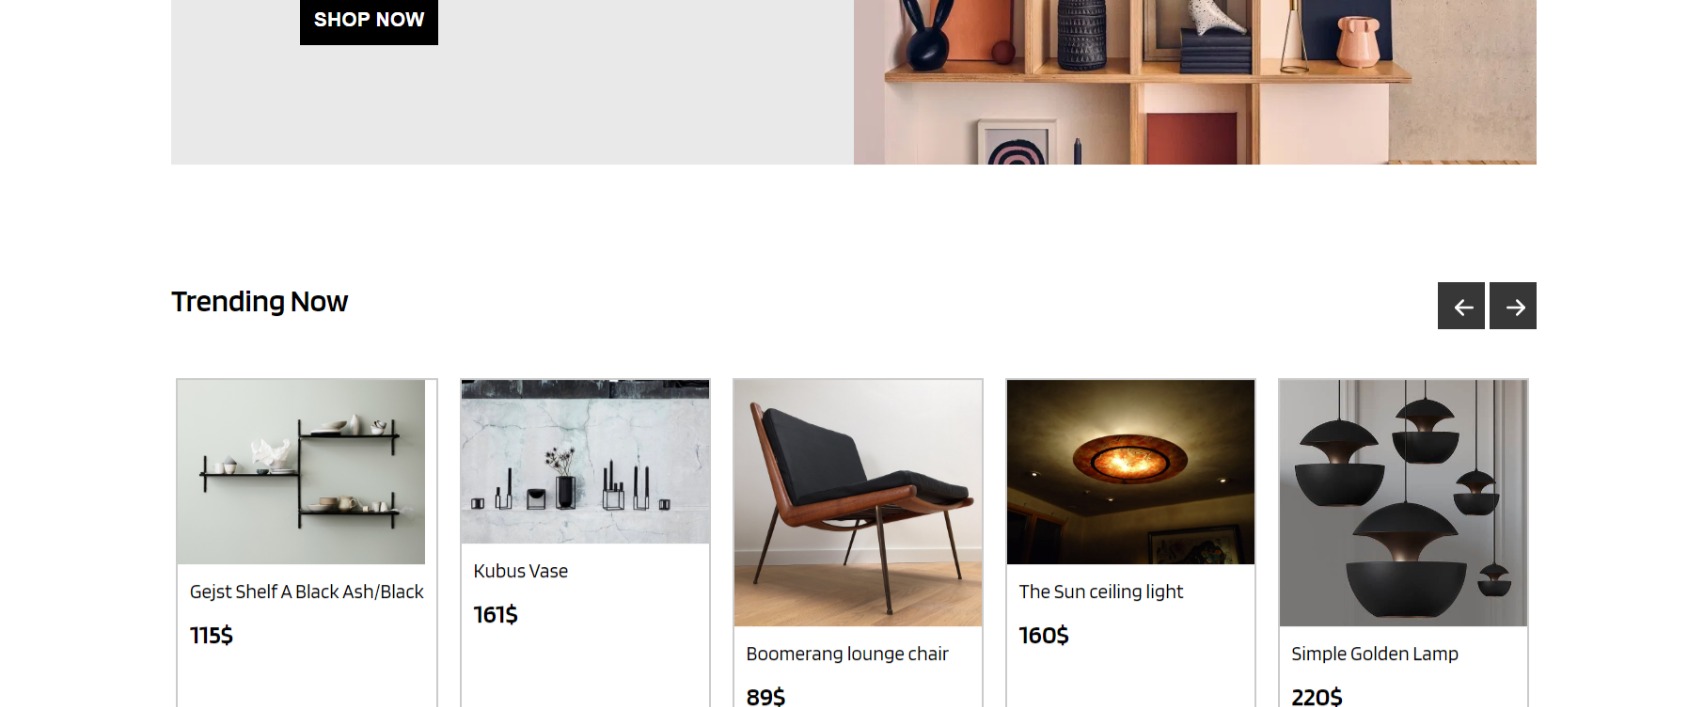 SHOP NOW
Trending Now
Gejst Shelf A Black Ash/Black
115$
Kubus Vase
161$
Boomerang lounge chair
89$
The Sun ceiling light
160$
Simple Golden Lamp
220$